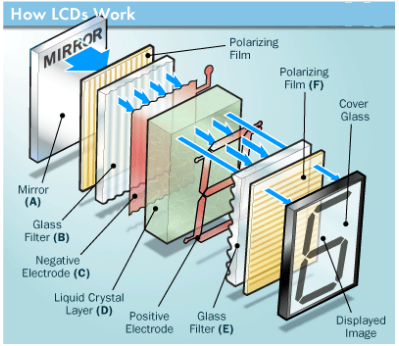 How LCDs Work
MIRROR
Polarizing
Film
Polarizing
Film (F)
Cover
Glass
Mirror
(A)
Glass
Filter (B)
Negative
Electrode (C)
Liquid Crystal
Layer (D)
Positive
Electrode
Glass
Filter (E)
Displayed
Image